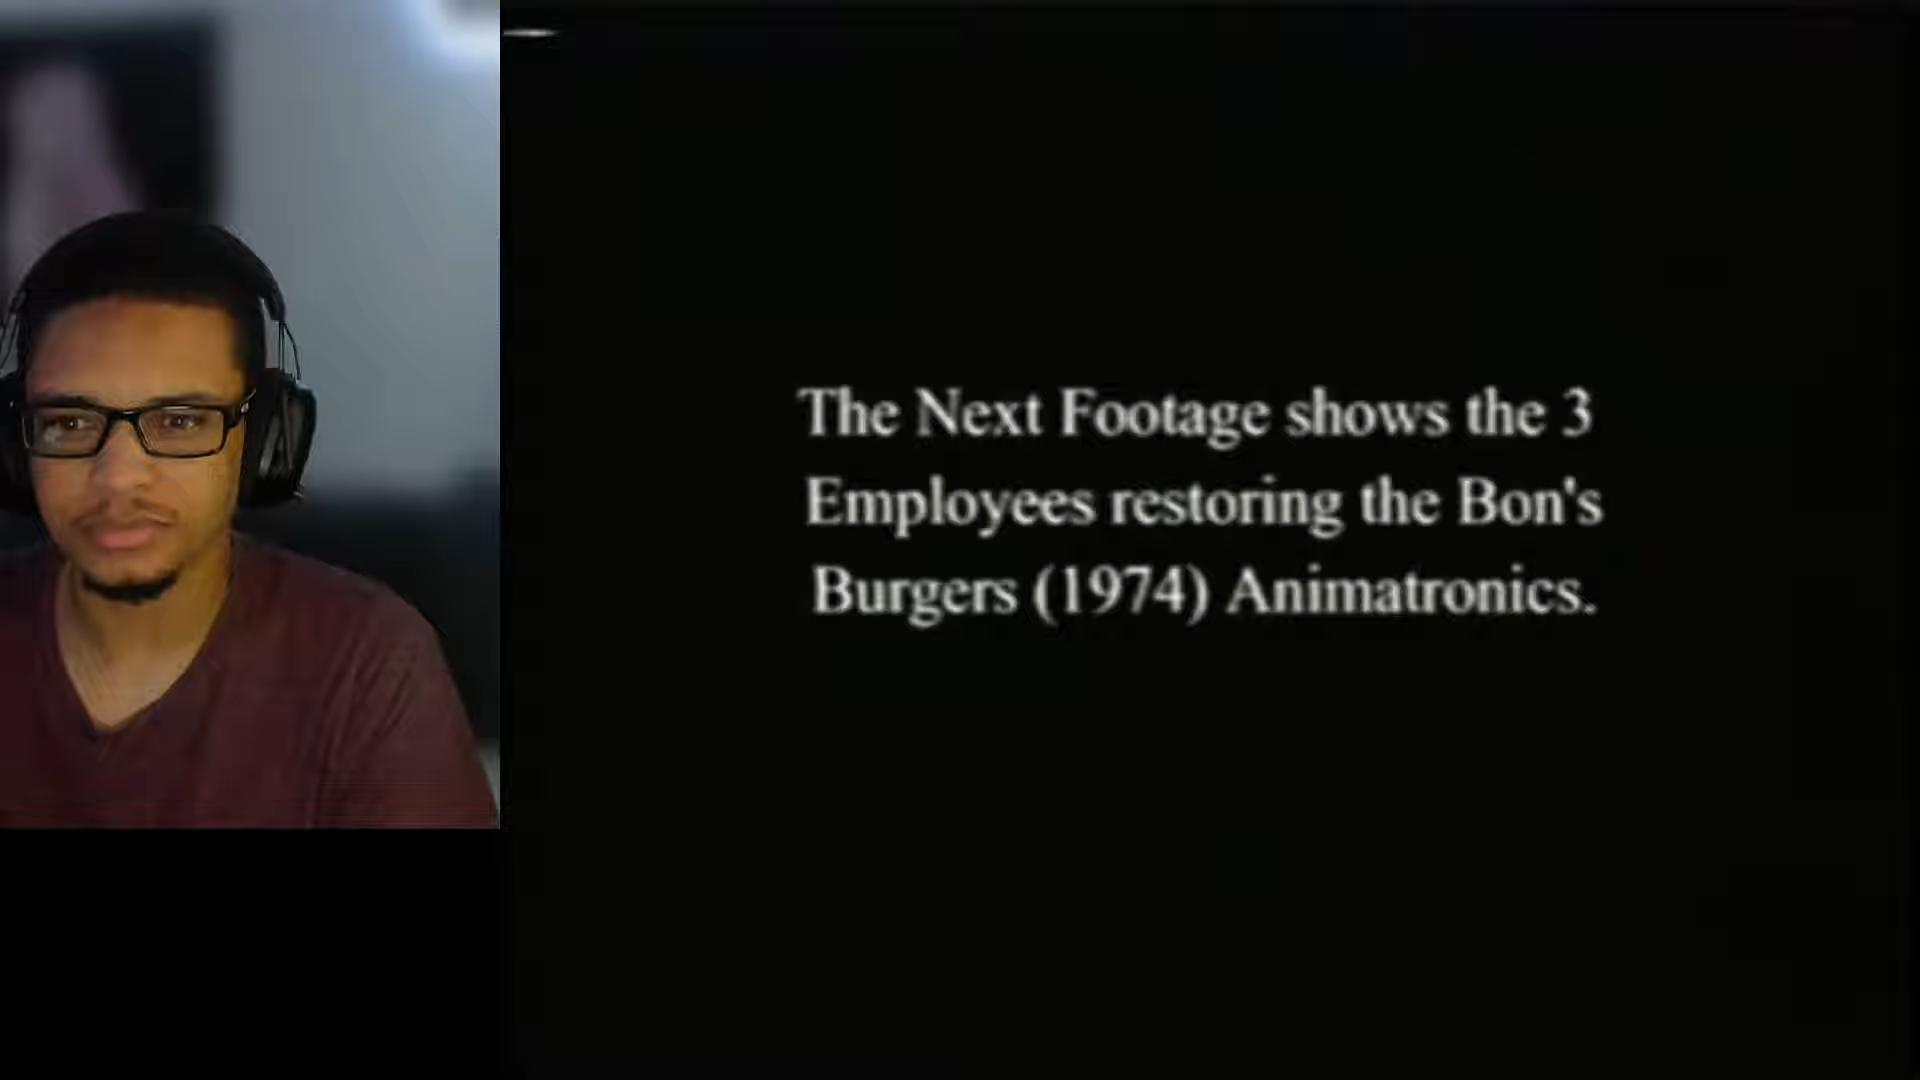 The Next Footage shows the 3
Employees restoring the Bon's
Burgers (1974) Animatronics.